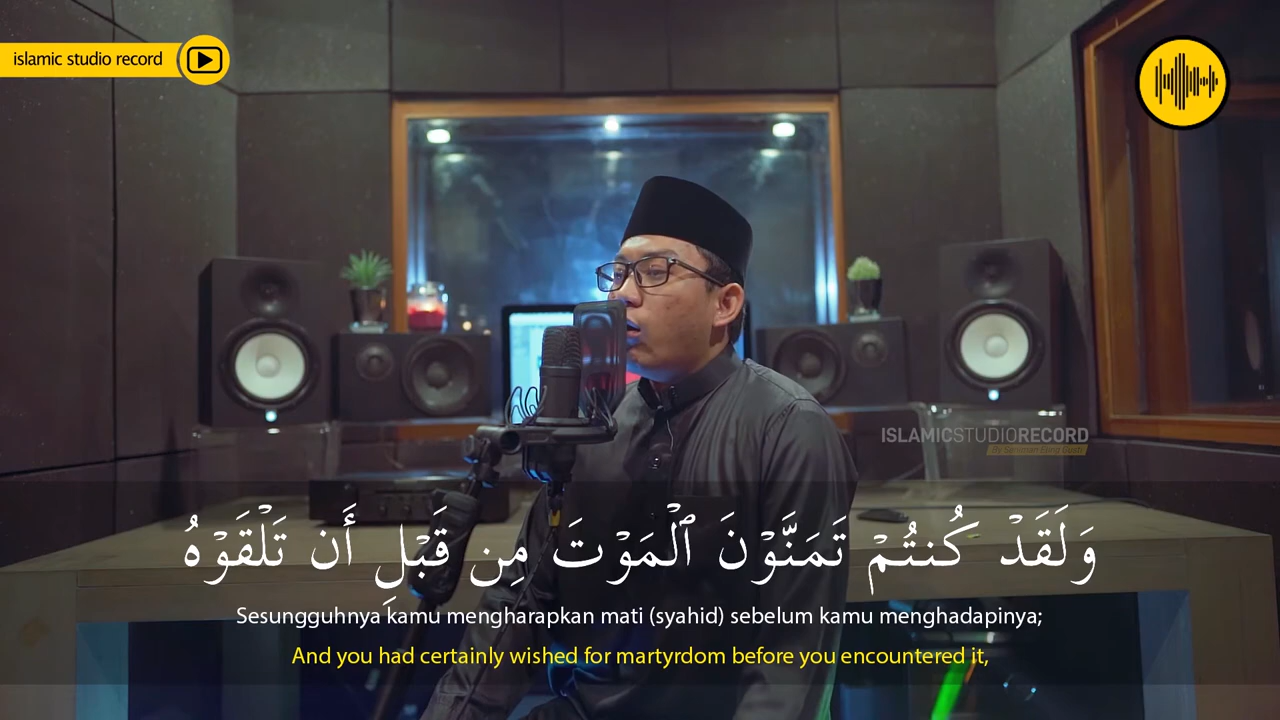 islamic studio record
ISLAMICSTUDIORECORD
وَلَقَدْ كُنتُمْ تَمَنَّوْنَ ٱلْمَوْتَ مِن قَبْلِ أَن تَلْقَوْهُ
Sesungguhnya kamu mengharapkan mati (syahid) sebelum kamu menghadapinya;
And you had certainly wished for martyrdom before you encountered it,